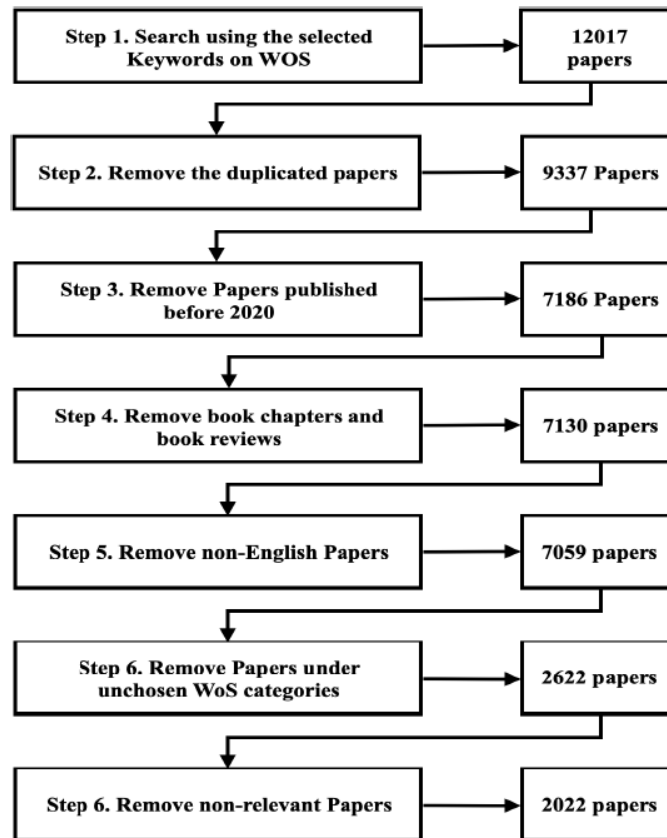 Step 1. Search using the selected
Keywords on WOS
12017
papers
Step 2. Remove the duplicated papers
9337 Papers
Step 3. Remove Papers published
before 2020
7186 Papers
Step 4. Remove book chapters and
book reviews
7130 papers
Step 5. Remove non-English Papers
7059 papers
Step 6. Remove Papers under
unchosen WoS categories
2622 papers
Step 6. Remove non-relevant Papers
2022 papers